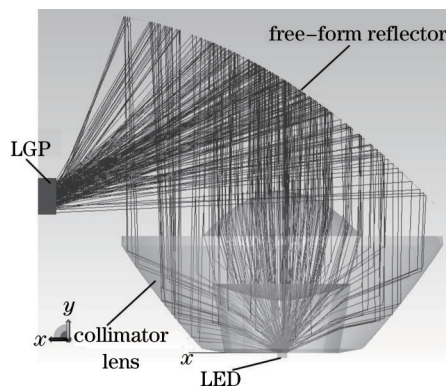 free-form reflector
LGP
y
x
collimator
lens
x
LED